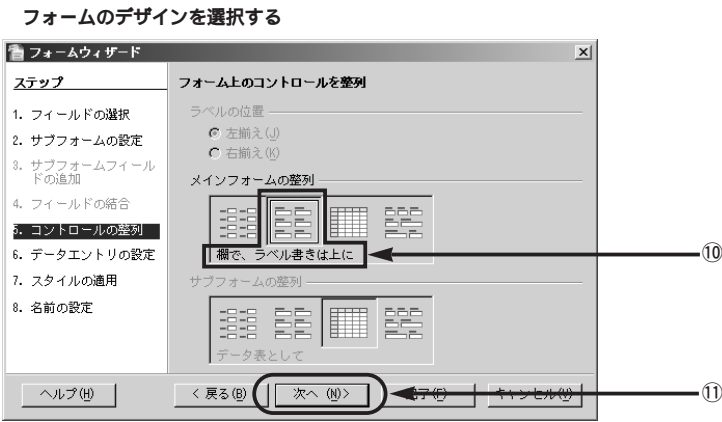 フォームのデザインを選択する
フォームウィザード
ステップ
1. フィールドの選択
2. サブフォームの設定
3. サブフォームフィール
ドの追加
4. フィールドの結合
5. コントロールの整列
6. データエントリの設定
7. スタイルの適用
8. 名前の設定
フォーム上のコントロールを整列
ラベルの位置
左揃え(J)
右揃え(K)
メインフォームの整列
欄で、ラベル書きは上に
⑩
サブフォームの整列
データ表として
ヘルプ(H)
< 戻る(B)
次へ (N)>
完了(F)
キャンセル(U)
⑪